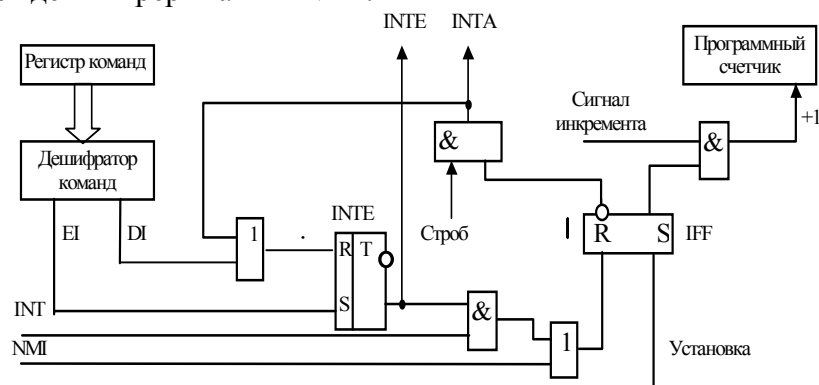 INTE INTA
Программный
счетчик
Регистр команд
Сигнал
инкремента
+1
&
&
Дешифратор
команд
INTE
EI
DI
1
Строб
R T
R S
IFF
INT
S
&
NMI
1
Установка